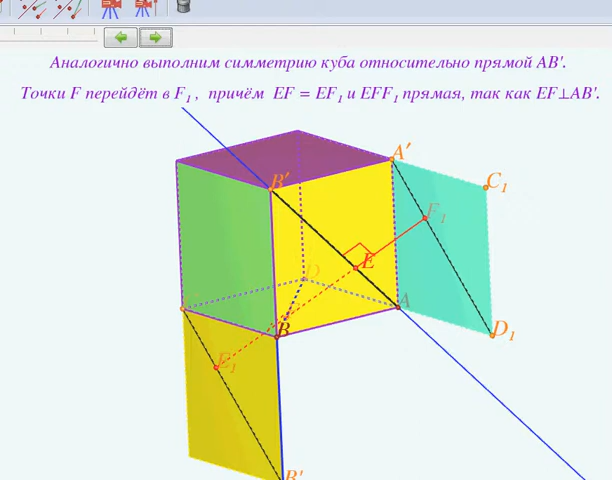 Аналогично выполним симметрию куба относительно прямой AB'.
Точки F перейдёт в F₁ , причём EF = EF₁ и EFF₁ прямая, так как EF⊥AB'.
A'
B'
C₁
F₁
E
D
A
B
D₁
E₁
B'